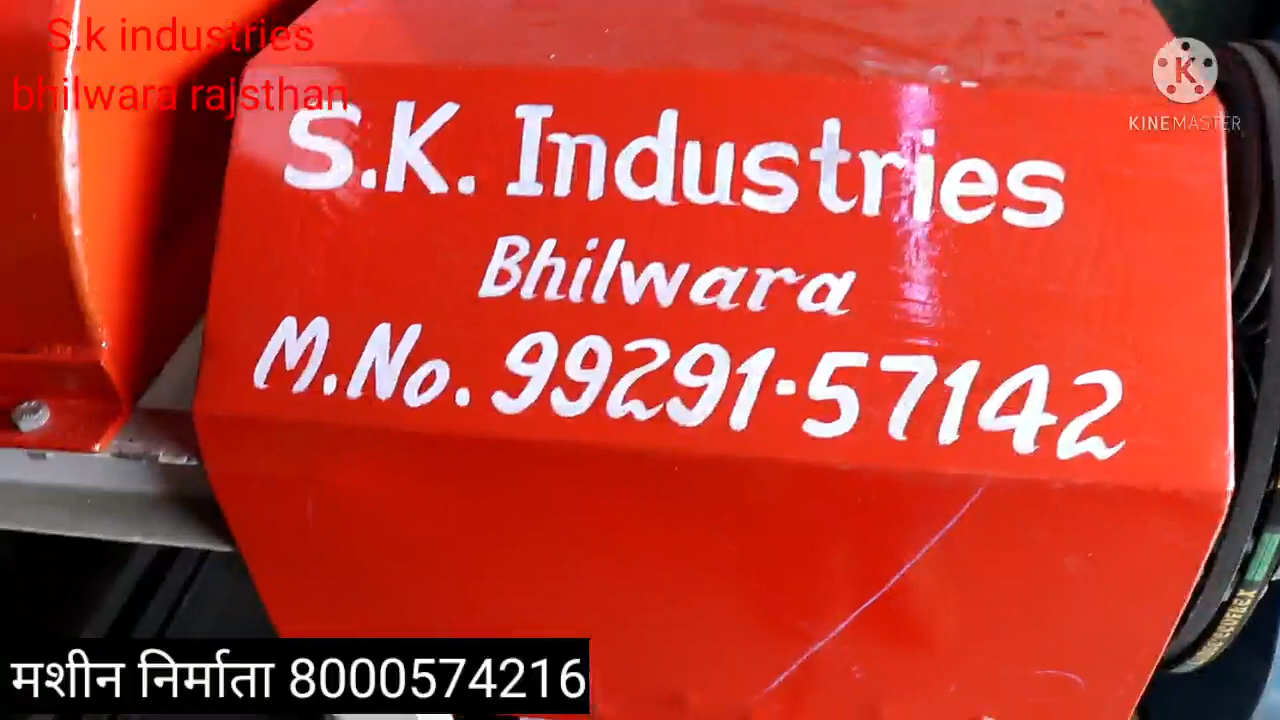 S.k industries
bhilwara rajsthan
KINEMASTER
S.K. Industries
Bhilwara
M.No. 99291-57142
मशीन निर्माता 8000574216